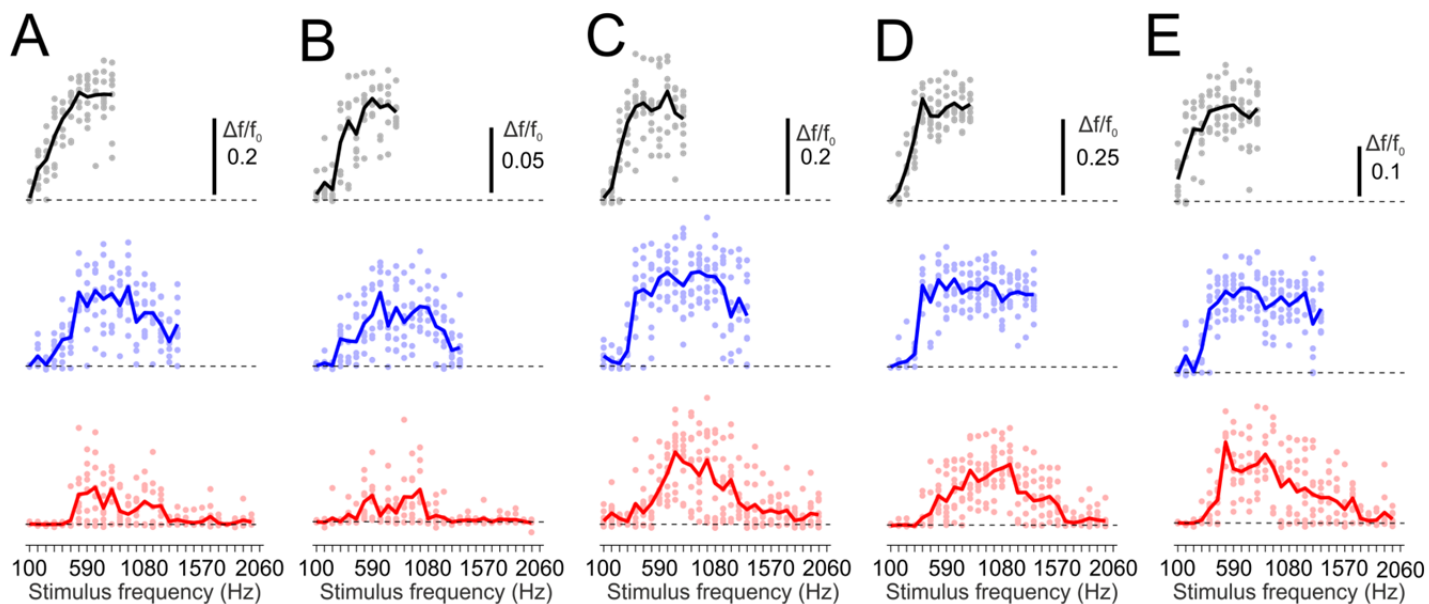 A B C D E
Δf/f₀ Δf/f₀ Δf/f₀ Δf/f₀ Δf/f₀
0.2 0.05 0.2 0.25 0.1
100 590 1080 1570 2060 100 590 1080 1570 2060 100 590 1080 1570 2060 100 590 1080 1570 2060 100 590 1080 1570 2060
Stimulus frequency (Hz) Stimulus frequency (Hz) Stimulus frequency (Hz) Stimulus frequency (Hz) Stimulus frequency (Hz)